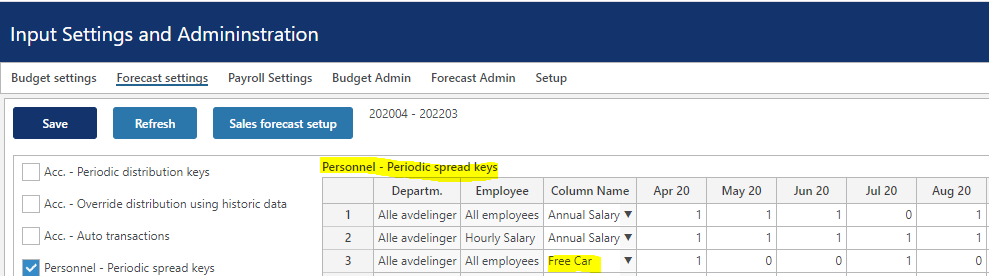 Input Settings and Admininstration
Budget settings Forecast settings Payroll Settings Budget Admin Forecast Admin Setup
Save Refresh Sales forecast setup 202004 - 202203
Personnel - Periodic spread keys
Acc. - Periodic distribution keys
Acc. - Override distribution using historic data
Acc. - Auto transactions
Personnel - Periodic spread keys
Departm. Employee Column Name Apr 20 May 20 Jun 20 Jul 20 Aug 20
1 Alle avdelinger All employees Annual Salary 1 1 1 0 1
2 Alle avdelinger Hourly Salary Annual Salary 1 1 1 1 1
3 Alle avdelinger All employees Free Car 1 0 0 1 0 0